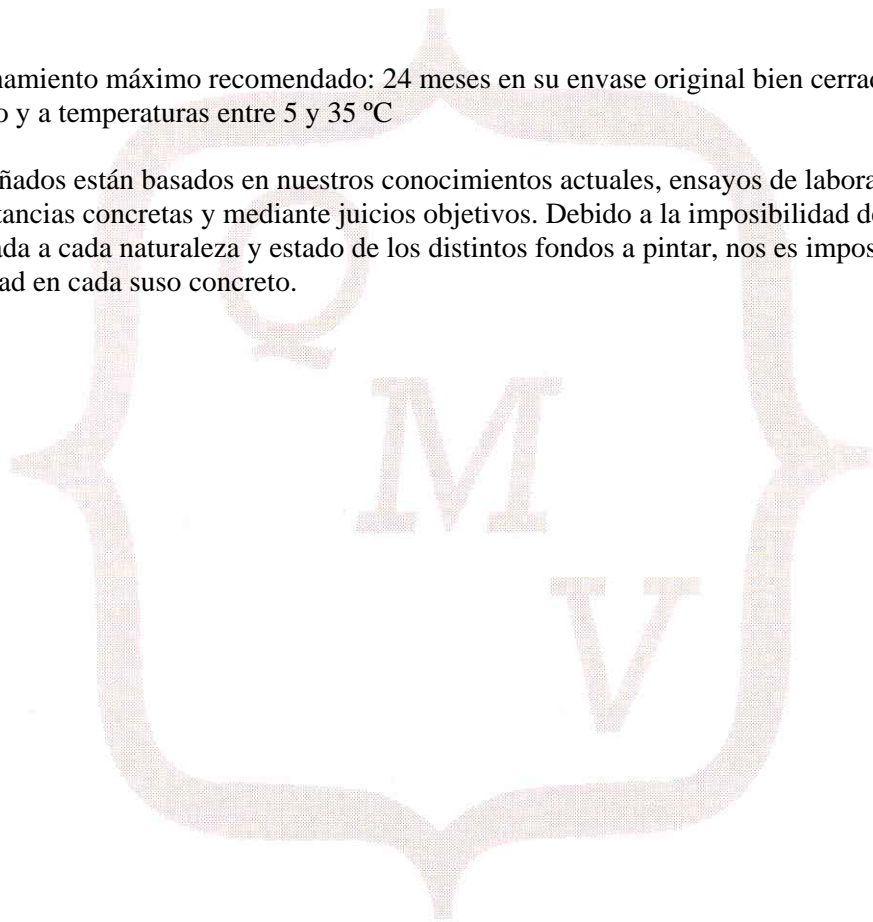 namiento máximo recomendado: 24 meses en su envase original bien cerrad
o y a temperaturas entre 5 y 35 ºC
ñados están basados en nuestros conocimientos actuales, ensayos de labora
tancias concretas y mediante juicios objetivos. Debido a la imposibilidad de
ada a cada naturaleza y estado de los distintos fondos a pintar, nos es impos
ad en cada suso concreto.
Q
M
V